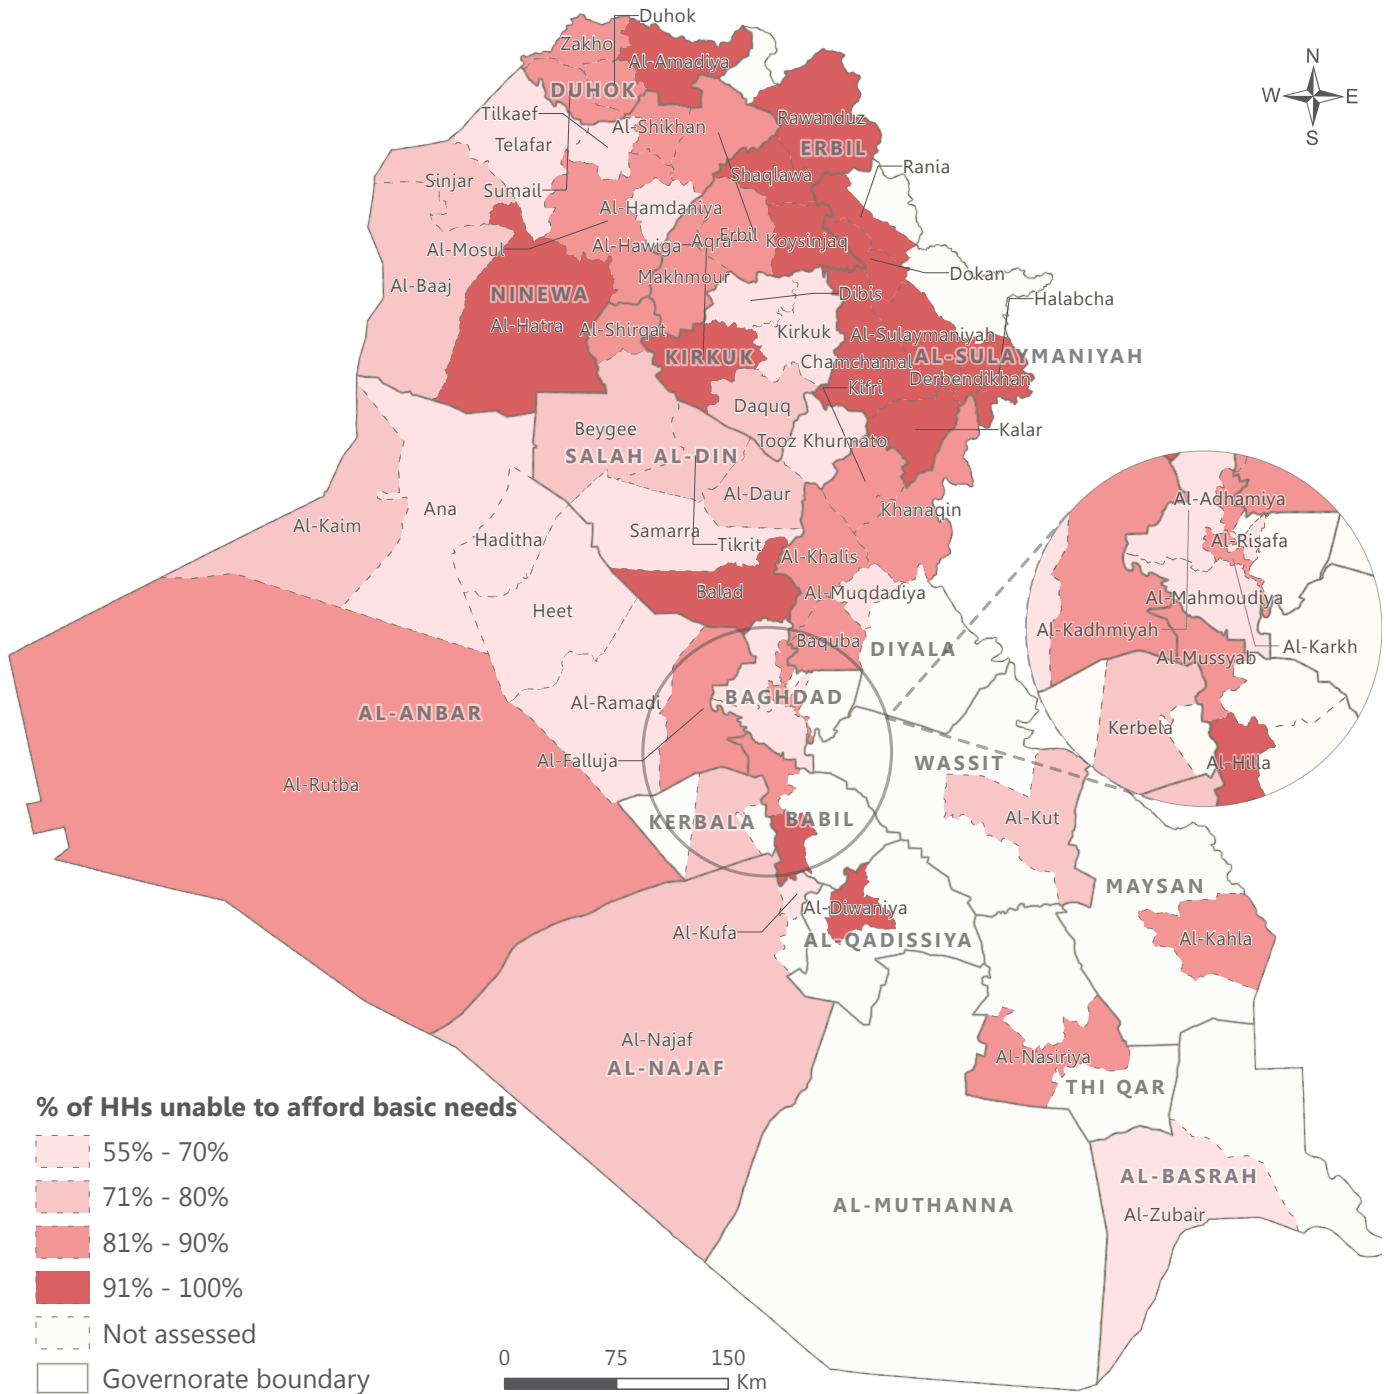 Duhok
Zakho
Al-Amadiya
N
W
E
S
DUHOK
Tilkaef
Al-Shikhan
Rawanduz
Telafar
ERBIL
Rania
Sinjar
Sumail
Shaqlawa
Al-Hamdaniya
Al-Mosul
Al-Hawiga
Aqra
Erbil
Koysinjaq
Makhmour
Dokan
Al-Baaj
NINEWA
Dibis
Halabcha
Al-Hatra
Al-Shirqat
Kirkuk
Al-Sulaymaniyah
KIRKUK
AL-SULAYMANIYAH
Chamchamal
Kifri
Derbendikhan
Daquq
Beygee
Tooz Khurmato
Kalar
SALAH AL-DIN
Al-Daur
Al-Adhamiya
Al-Kaim
Ana
Khanaqin
Haditha
Samarra
Tikrit
Al-Khalis
Al-Risafa
Heet
Balad
Al-Muqdadiya
Al-Mahmoudiya
Al-Kadhmiyah
Baquba
DIYALA
Al-Mussyab
Al-Karkh
BAGHDAD
Al-Ramadi
AL-ANBAR
Kerbela
Al-Falluja
WASSIT
Al-Hilla
Al-Rutba
KERBALA
BABIL
Al-Kut
MAYSAN
Al-Diwaniya
Al-Kufa
AL-QADISSIYA
Al-Kahla
Al-Najaf
AL-NAJAF
Al-Nasiriya
THI QAR
AL-BASRAH
AL-MUTHANNA
Al-Zubair
% of HHs unable to afford basic needs
55% - 70%
71% - 80%
81% - 90%
91% - 100%
Not assessed
Governorate boundary
0 75 150
Km